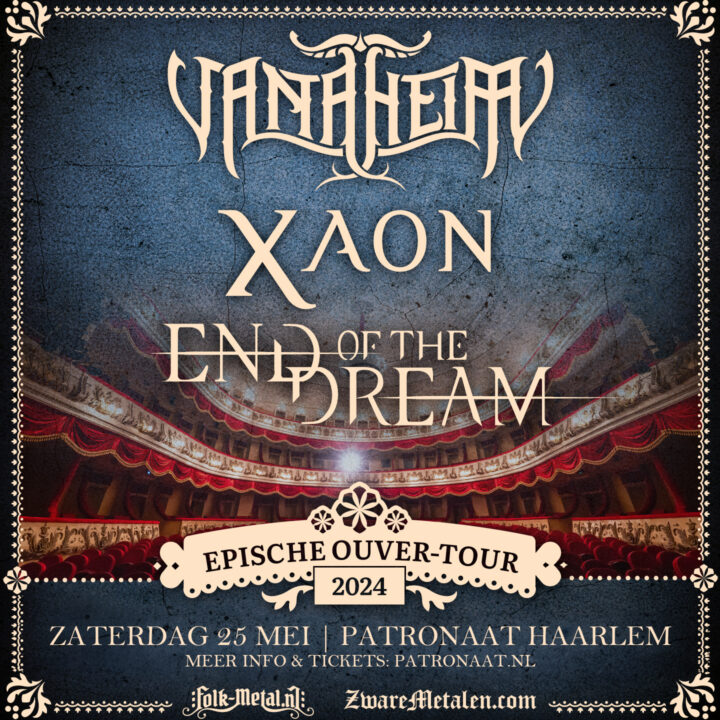 VANAHEIM
XAON
END OF THE
DREAM
EPISCHE OUVER-TOUR
2024
ZATERDAG 25 MEI | PATRONAAT HAARLEM
MEER INFO & TICKETS: PATRONAAT.NL
Folk-Metal.nl ZwareMetalen.com